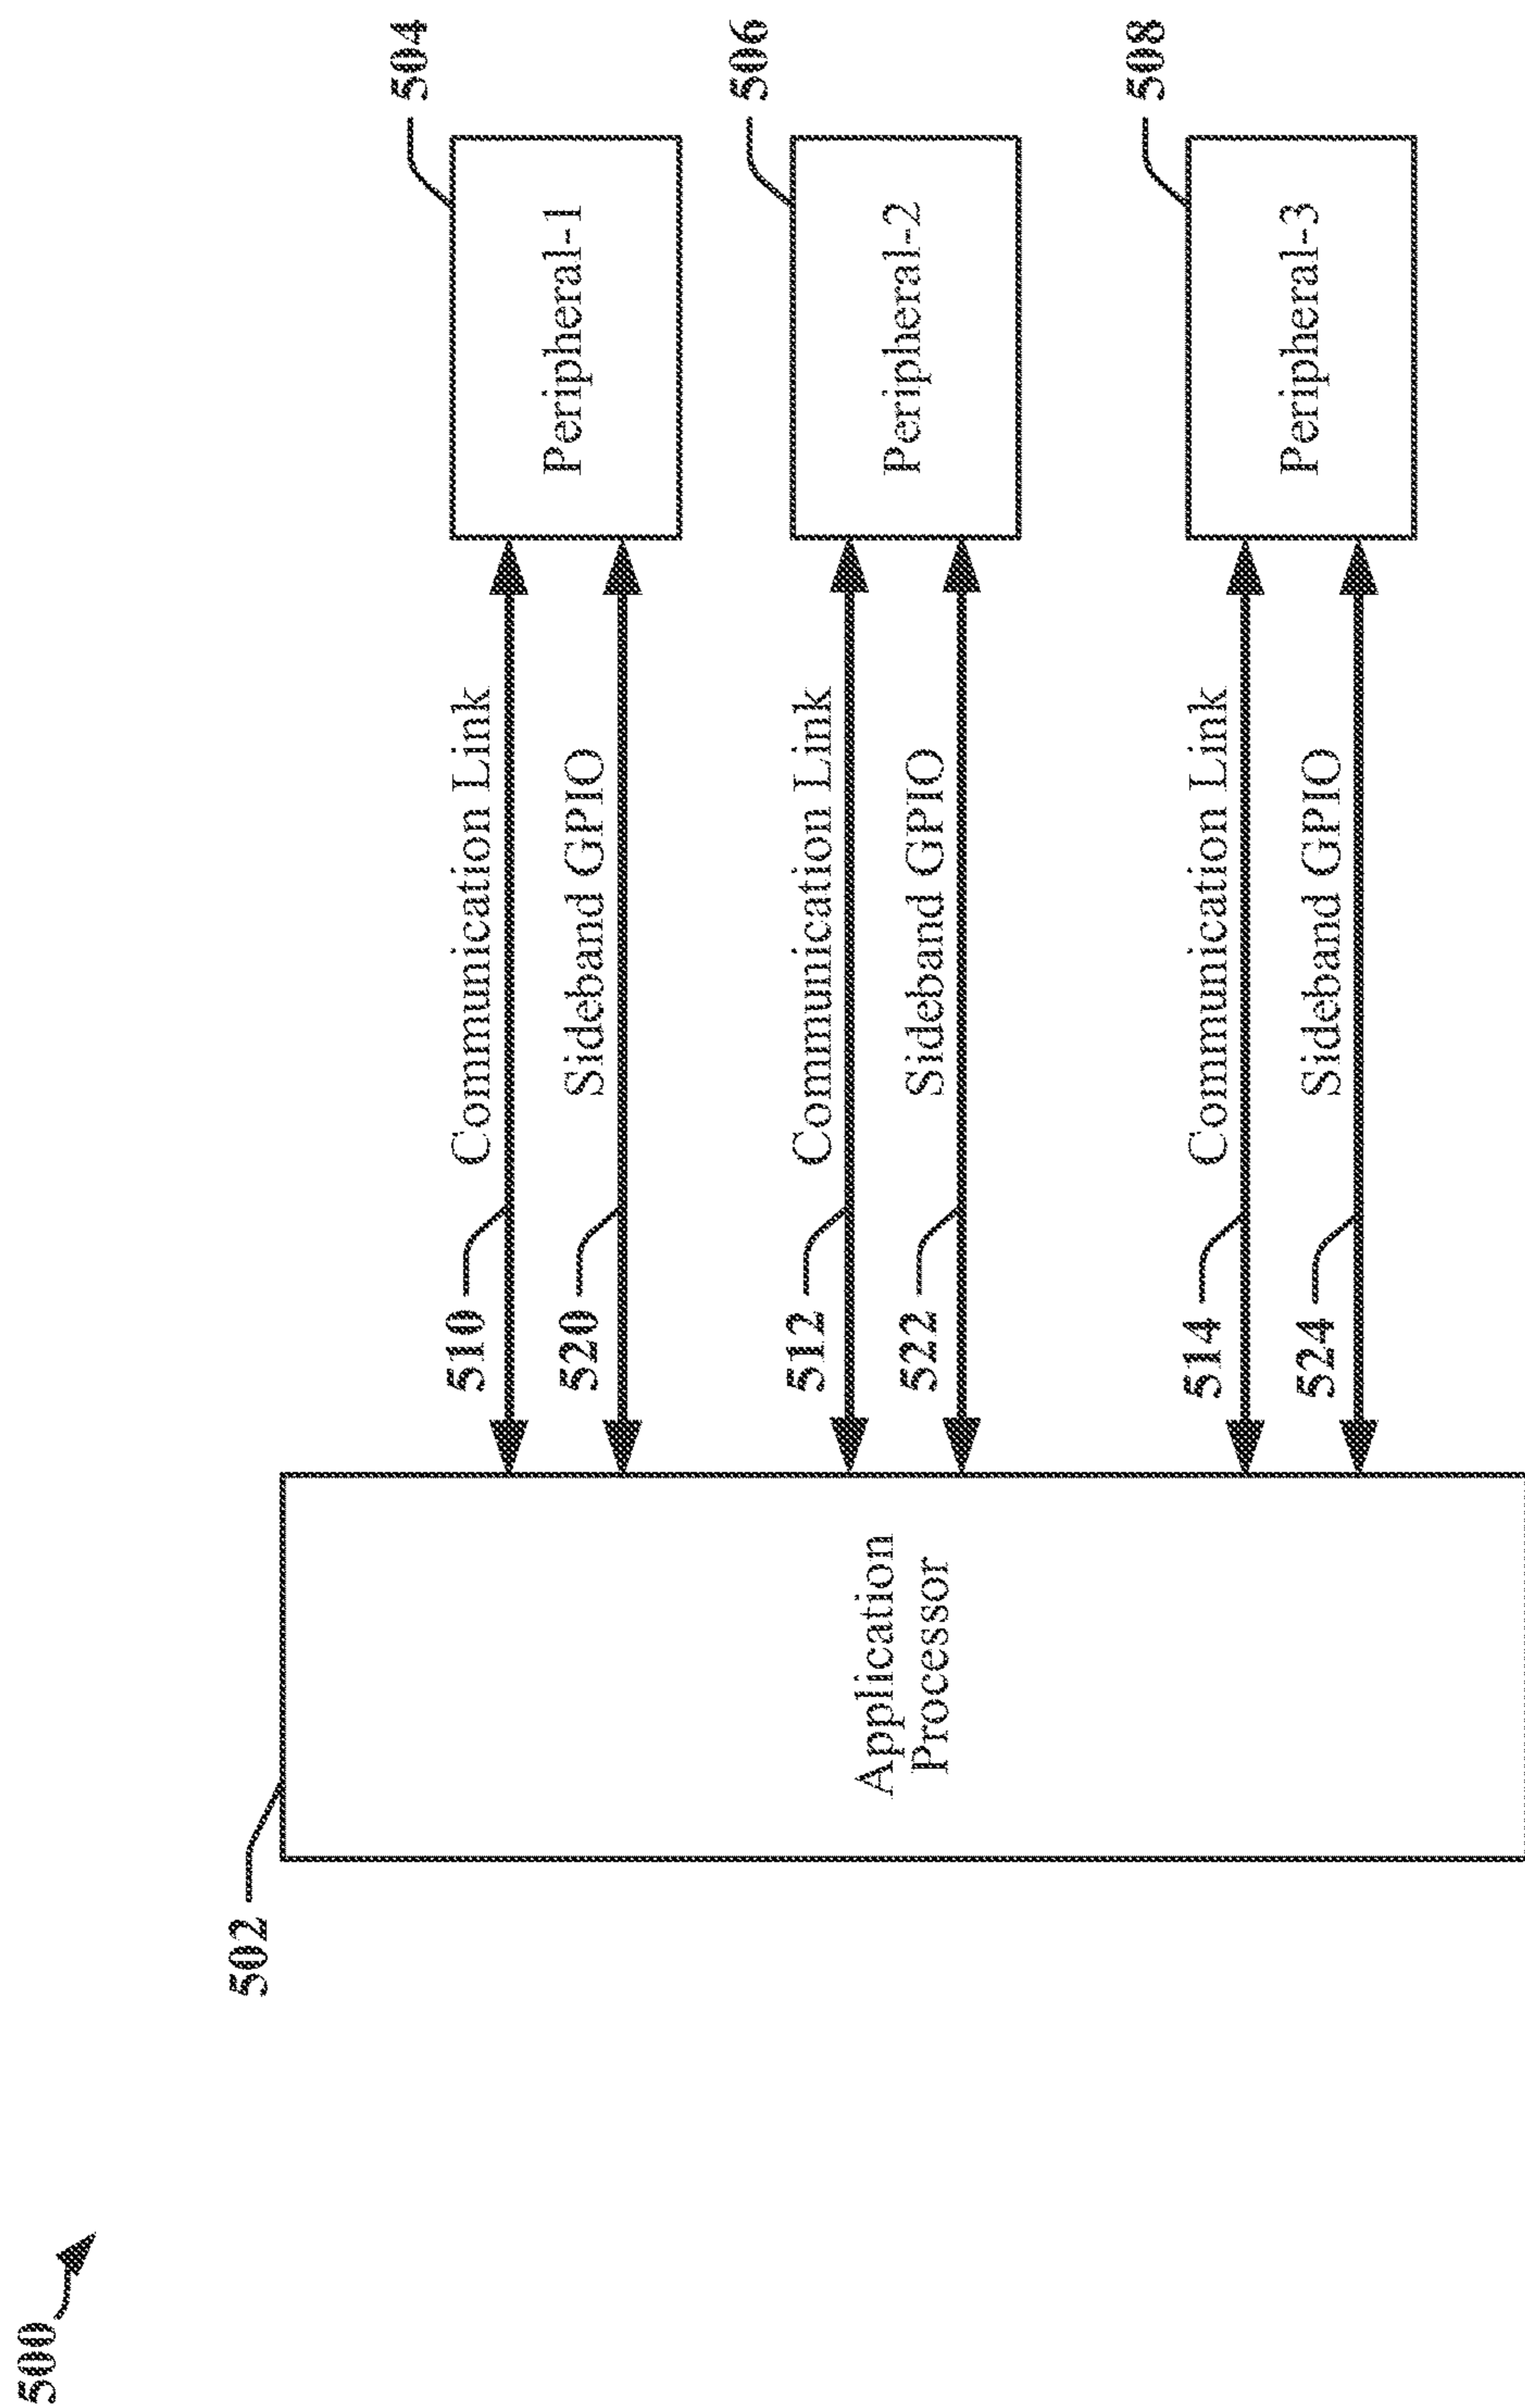 500
502
504
Application
Processor
510
Communication Link
520
Sideband GPIO
Peripheral-1
506
512
Communication Link
522
Sideband GPIO
Peripheral-2
508
514
Communication Link
524
Sideband GPIO
Peripheral-3